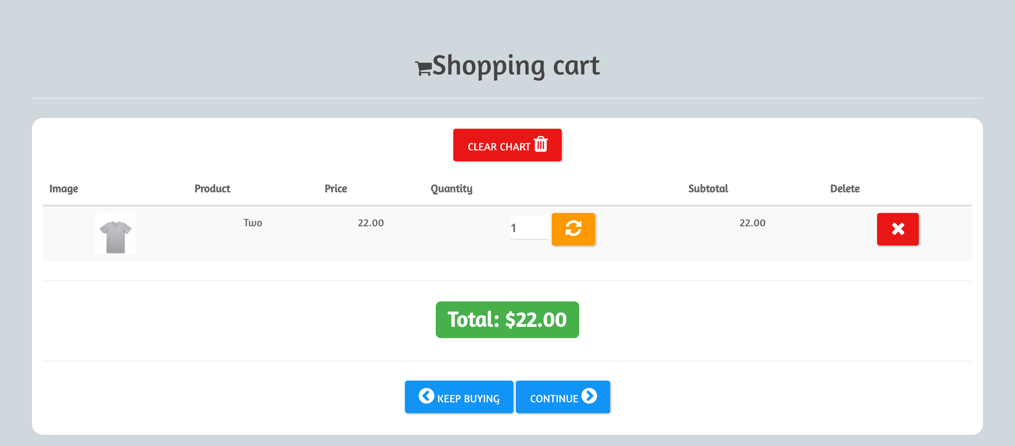 Shopping cart
CLEAR CHART
Image Product Price Quantity Subtotal Delete
Two 22.00 1 22.00
Total: $22.00
KEEP BUYING CONTINUE